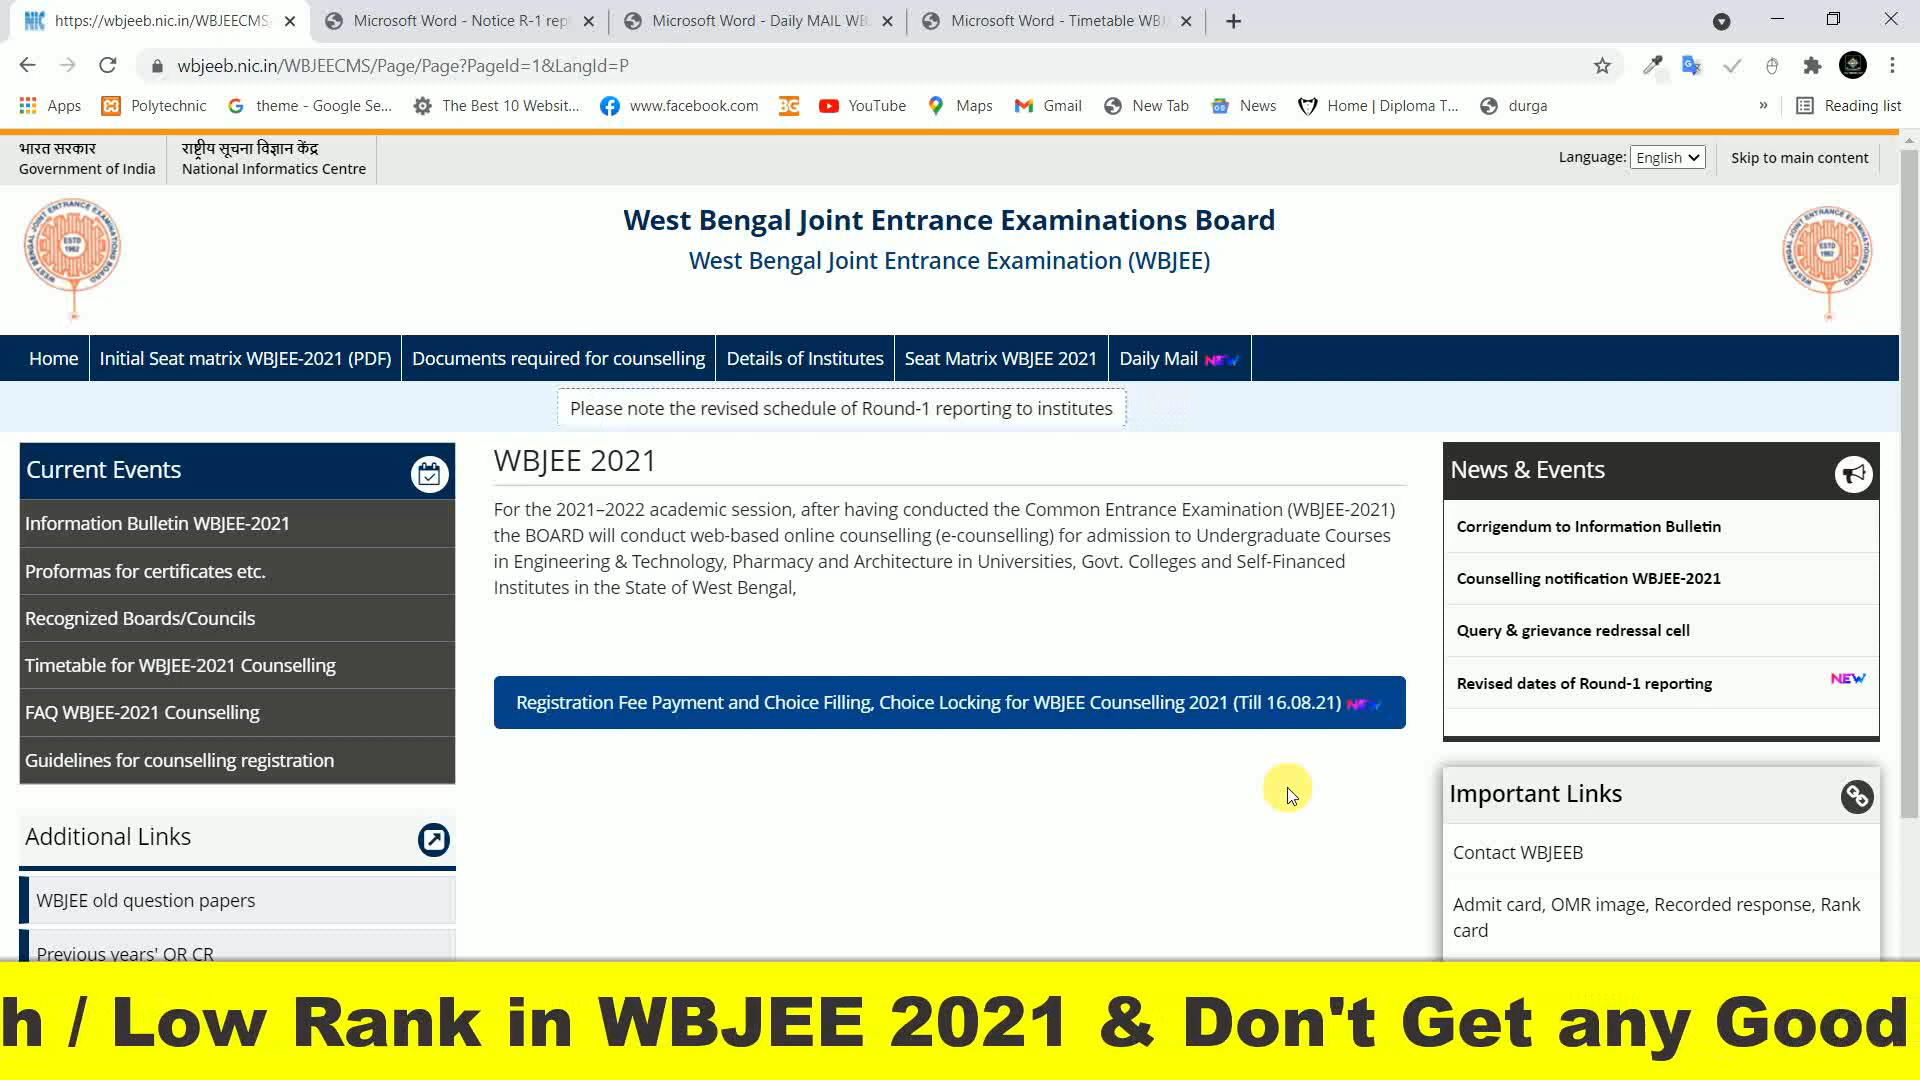 https://wbjeeb.nic.in/WBJEECMS
Microsoft Word - Notice R-1 rep
Microsoft Word - Daily MAIL WB
Microsoft Word - Timetable WBJ
wbjeeb.nic.in/WBJEECMS/Page/Page?PageId=1&LangId=P
Apps
Polytechnic
theme - Google Se...
The Best 10 Websit...
www.facebook.com
YouTube
Maps
Gmail
New Tab
News
Home | Diploma T...
durga
»
Reading list
भारत सरकार
Government of India
राष्ट्रीय सूचना विज्ञान केंद्र
National Informatics Centre
Language: English
Skip to main content
West Bengal Joint Entrance Examinations Board
West Bengal Joint Entrance Examination (WBJEE)
Home
Initial Seat matrix WBJEE-2021 (PDF)
Documents required for counselling
Details of Institutes
Seat Matrix WBJEE 2021
Daily Mail NEW
Please note the revised schedule of Round-1 reporting to institutes
Current Events
Information Bulletin WBJEE-2021
Proformas for certificates etc.
Recognized Boards/Councils
Timetable for WBJEE-2021 Counselling
FAQ WBJEE-2021 Counselling
Guidelines for counselling registration
Additional Links
WBJEE old question papers
Previous years' OR CR
WBJEE 2021
For the 2021–2022 academic session, after having conducted the Common Entrance Examination (WBJEE-2021)
the BOARD will conduct web-based online counselling (e-counselling) for admission to Undergraduate Courses
in Engineering & Technology, Pharmacy and Architecture in Universities, Govt. Colleges and Self-Financed
Institutes in the State of West Bengal,
Registration Fee Payment and Choice Filling, Choice Locking for WBJEE Counselling 2021 (Till 16.08.21) NEW
News & Events
Corrigendum to Information Bulletin
Counselling notification WBJEE-2021
Query & grievance redressal cell
Revised dates of Round-1 reporting NEW
Important Links
Contact WBJEEB
Admit card, OMR image, Recorded response, Rank
card
h / Low Rank in WBJEE 2021 & Don't Get any Good